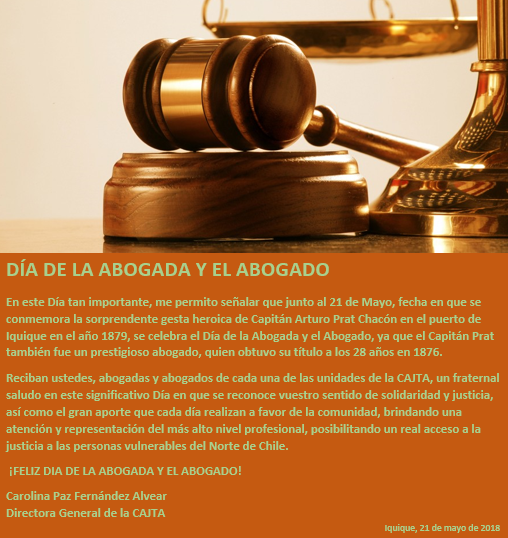 DÍA DE LA ABOGADA Y EL ABOGADO
En este Día tan importante, me permito señalar que junto al 21 de Mayo, fecha en que se
conmemora la sorprendente gesta heroica de Capitán Arturo Prat Chacón en el puerto de
Iquique en el año 1879, se celebra el Día de la Abogada y el Abogado, ya que el Capitán Prat
también fue un prestigioso abogado, quien obtuvo su título a los 28 años en 1876.
Reciban ustedes, abogadas y abogados de cada una de las unidades de la CAJTA, un fraternal
saludo en este significativo Día en que se reconoce vuestro sentido de solidaridad y justicia,
así como el gran aporte que cada día realizan a favor de la comunidad, brindando una
atención y representación del más alto nivel profesional, posibilitando un real acceso a la
justicia a las personas vulnerables del Norte de Chile.
¡FELIZ DIA DE LA ABOGADA Y EL ABOGADO!
Carolina Paz Fernández Alvear
Directora General de la CAJTA
Iquique, 21 de mayo de 2018